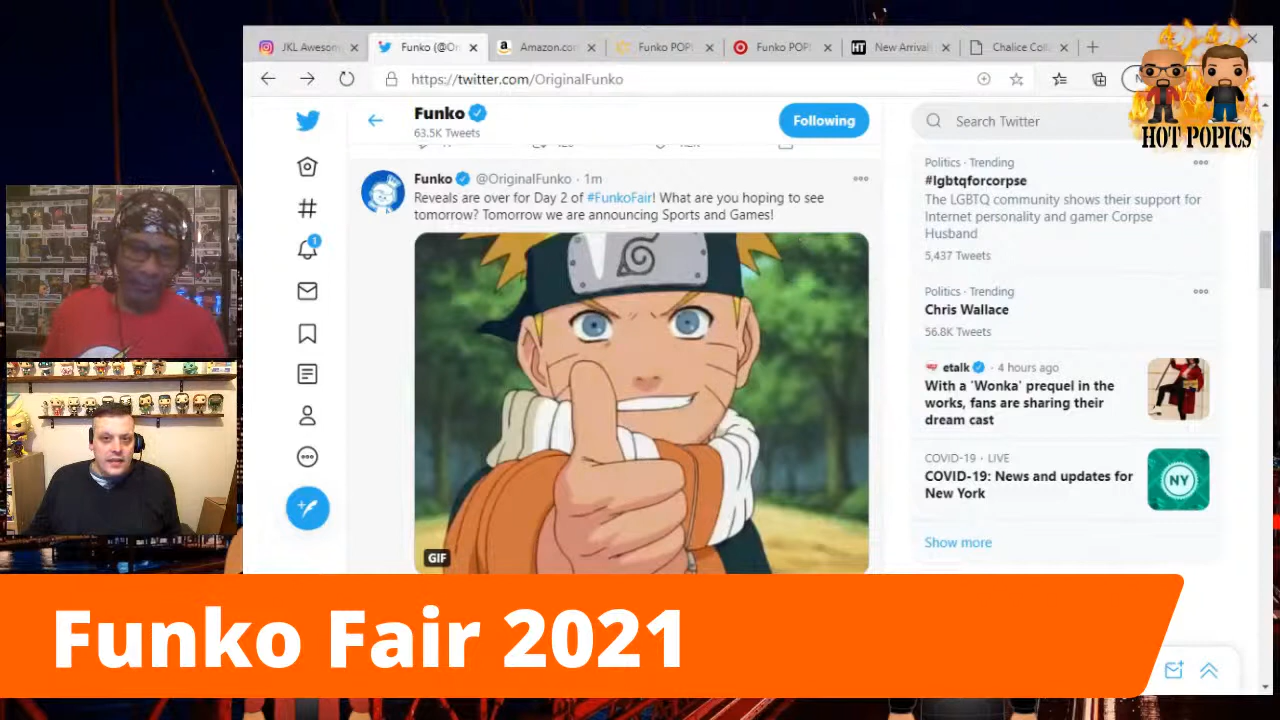 JKL Awesom
Funko (@Or
Amazon.co
Funko POP!
Funko POP!
HT
New Arrival
Chalice Col
https://twitter.com/OriginalFunko
HOT POPICS
Funko
63.5K Tweets
Following
Search Twitter
Funko @OriginalFunko · 1m
Reveals are over for Day 2 of #FunkoFair! What are you hoping to see
tomorrow? Tomorrow we are announcing Sports and Games!
GIF
1
Politics · Trending
#lgbtqforcorpse
The LGBTQ community shows their support for
Internet personality and gamer Corpse
Husband
5,437 Tweets
Politics · Trending
Chris Wallace
56.8K Tweets
etalk · 4 hours ago
With a 'Wonka' prequel in the
works, fans are sharing their
dream cast
COVID-19 · LIVE
COVID-19: News and updates for
New York
NY
Show more
Funko Fair 2021